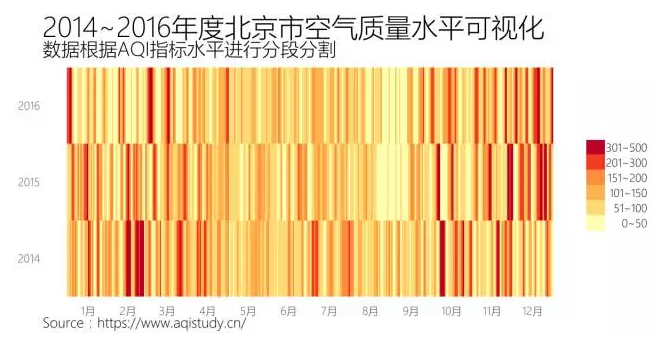 2014~2016年度北京市空气质量水平可视化
数据根据AQI指标水平进行分段分割
2016
2015
2014
1月 2月 3月 4月 5月 6月 7月 8月 9月 10月 11月 12月
301~500
201~300
151~200
101~150
51~100
0~50
Source：https://www.aqistudy.cn/